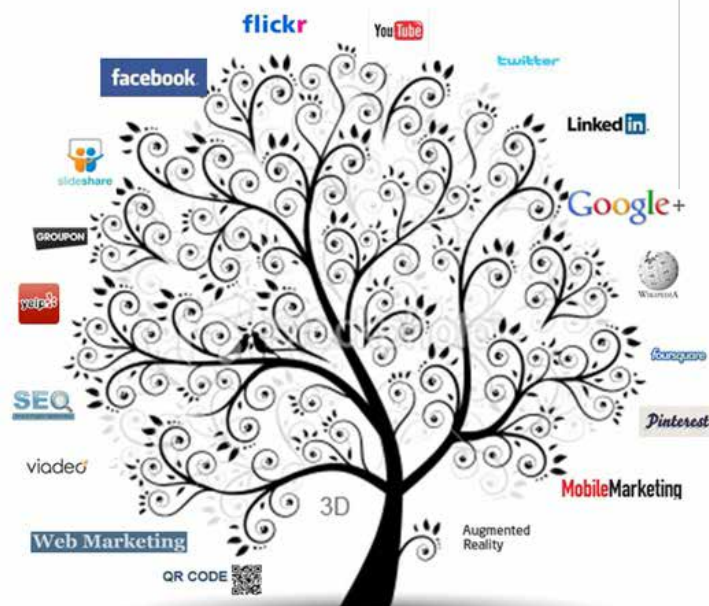 flickr
YouTube
twitter
facebook
LinkedIn
slideshare
Google+
GROUPON
WIKIPEDIA
yelp
foursquare
SEO
Pinterest
viadeo
MobileMarketing
3D
Augmented
Reality
Web Marketing
QR CODE